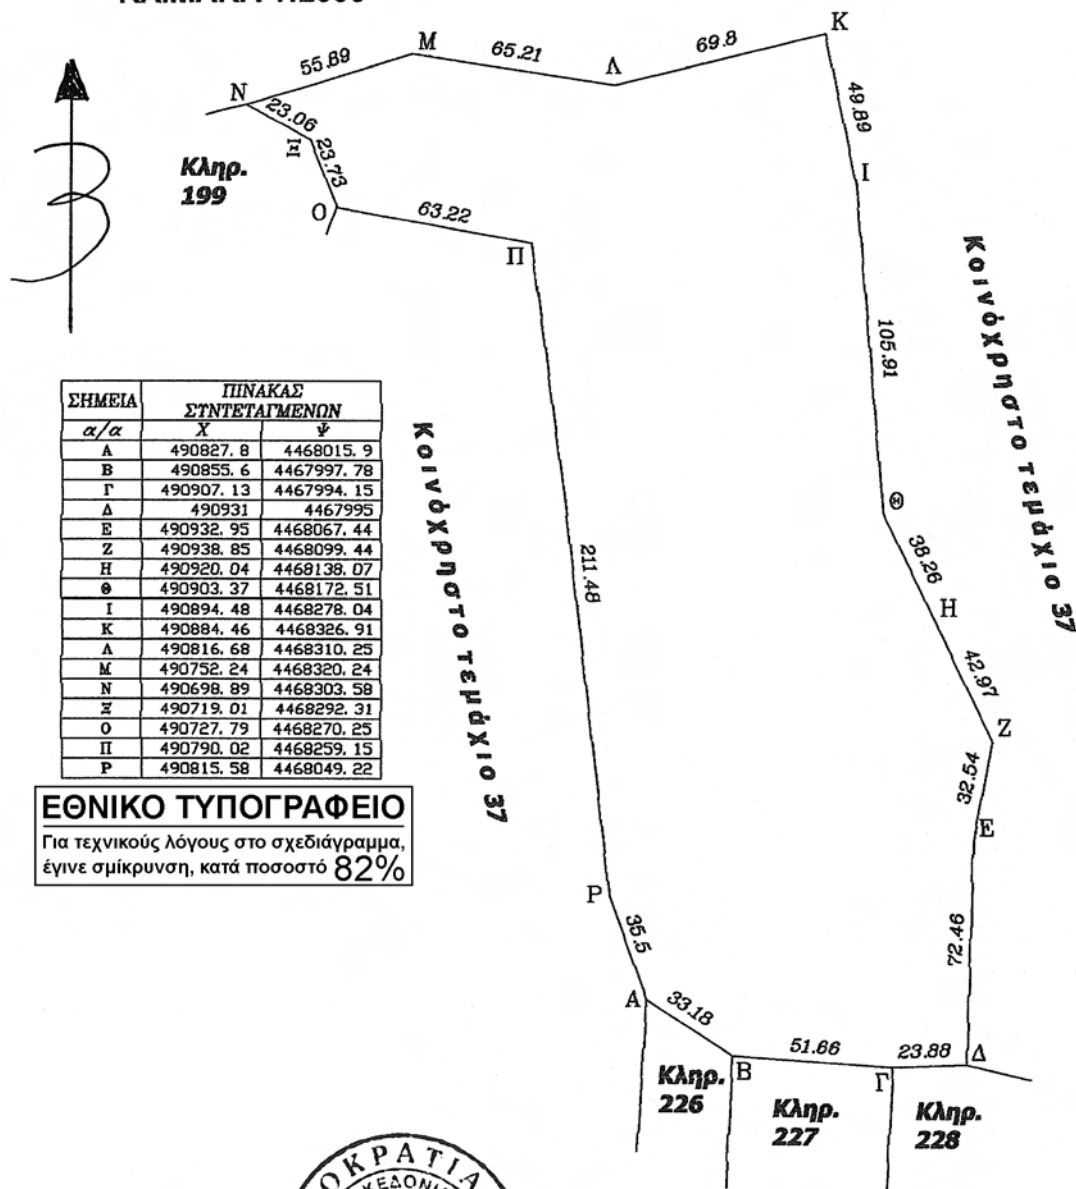 Κ
Μ
65.21
69.8
55.89
Λ
Ν
23.06
49.89
Ξ
23.73
Κληρ.
199
Ι
Ο
63.22
Π
Κοινόχρηστο τεμάχιο 37
105.91
ΣΗΜΕΙΑ ΠΙΝΑΚΑΣ ΣΥΝΤΕΤΑΓΜΕΝΩΝ
α/α Χ Ψ
Α 490827.8 4468015.9
Β 490855.6 4467997.78
Γ 490907.13 4467994.15
Δ 490931 4467995
Ε 490932.95 4468067.44
Ζ 490938.85 4468099.44
Η 490920.04 4468138.07
Θ 490903.37 4468172.51
Ι 490894.48 4468278.04
Κ 490884.46 4468326.91
Λ 490816.68 4468310.25
Μ 490752.24 4468320.24
Ν 490698.89 4468303.58
Ξ 490719.01 4468292.31
Ο 490727.79 4468270.25
Π 490790.02 4468259.15
Ρ 490815.58 4468049.22
Κοινόχρηστο τεμάχιο 37
Θ
211.48
38.26
Η
42.97
Ζ
32.54
Ε
ΕΘΝΙΚΟ ΤΥΠΟΓΡΑΦΕΙΟ
Για τεχνικούς λόγους στο σχεδιάγραμμα,
έγινε σμίκρυνση, κατά ποσοστό 82%
Ρ
35.5
72.46
Α
33.18
51.66
23.88
Δ
Β
Γ
Κληρ.
226
Κληρ.
227
Κληρ.
228
ΟΚΡΑΤΙΑ